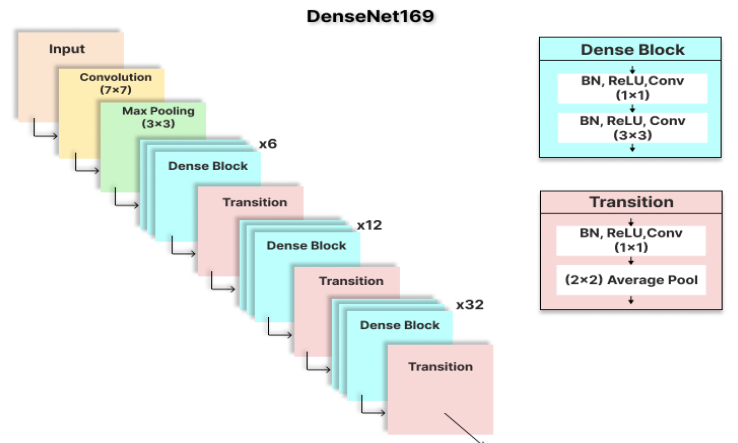 DenseNet169
Input
Convolution
(7×7)
Max Pooling
(3×3)
x6
Dense Block
Transition
x12
Dense Block
Transition
x32
Dense Block
Transition
Dense Block
BN, ReLU,Conv
(1×1)
BN, ReLU, Conv
(3×3)
Transition
BN, ReLU,Conv
(1×1)
(2×2) Average Pool